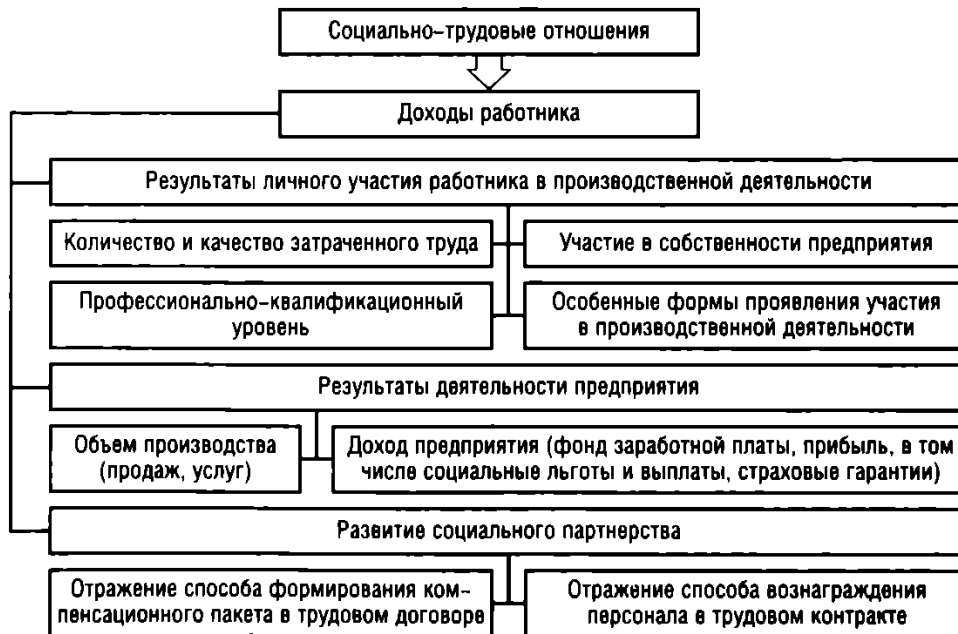 Социально-трудовые отношения
Доходы работника
Результаты личного участия работника в производственной деятельности
Количество и качество затраченного труда
Участие в собственности предприятия
Профессионально-квалификационный
уровень
Особенные формы проявления участия
в производственной деятельности
Результаты деятельности предприятия
Объем производства
(продаж, услуг)
Доход предприятия (фонд заработной платы, прибыль, в том
числе социальные льготы и выплаты, страховые гарантии)
Развитие социального партнерства
Отражение способа формирования ком-
пенсационного пакета в трудовом договоре
Отражение способа вознаграждения
персонала в трудовом контракте